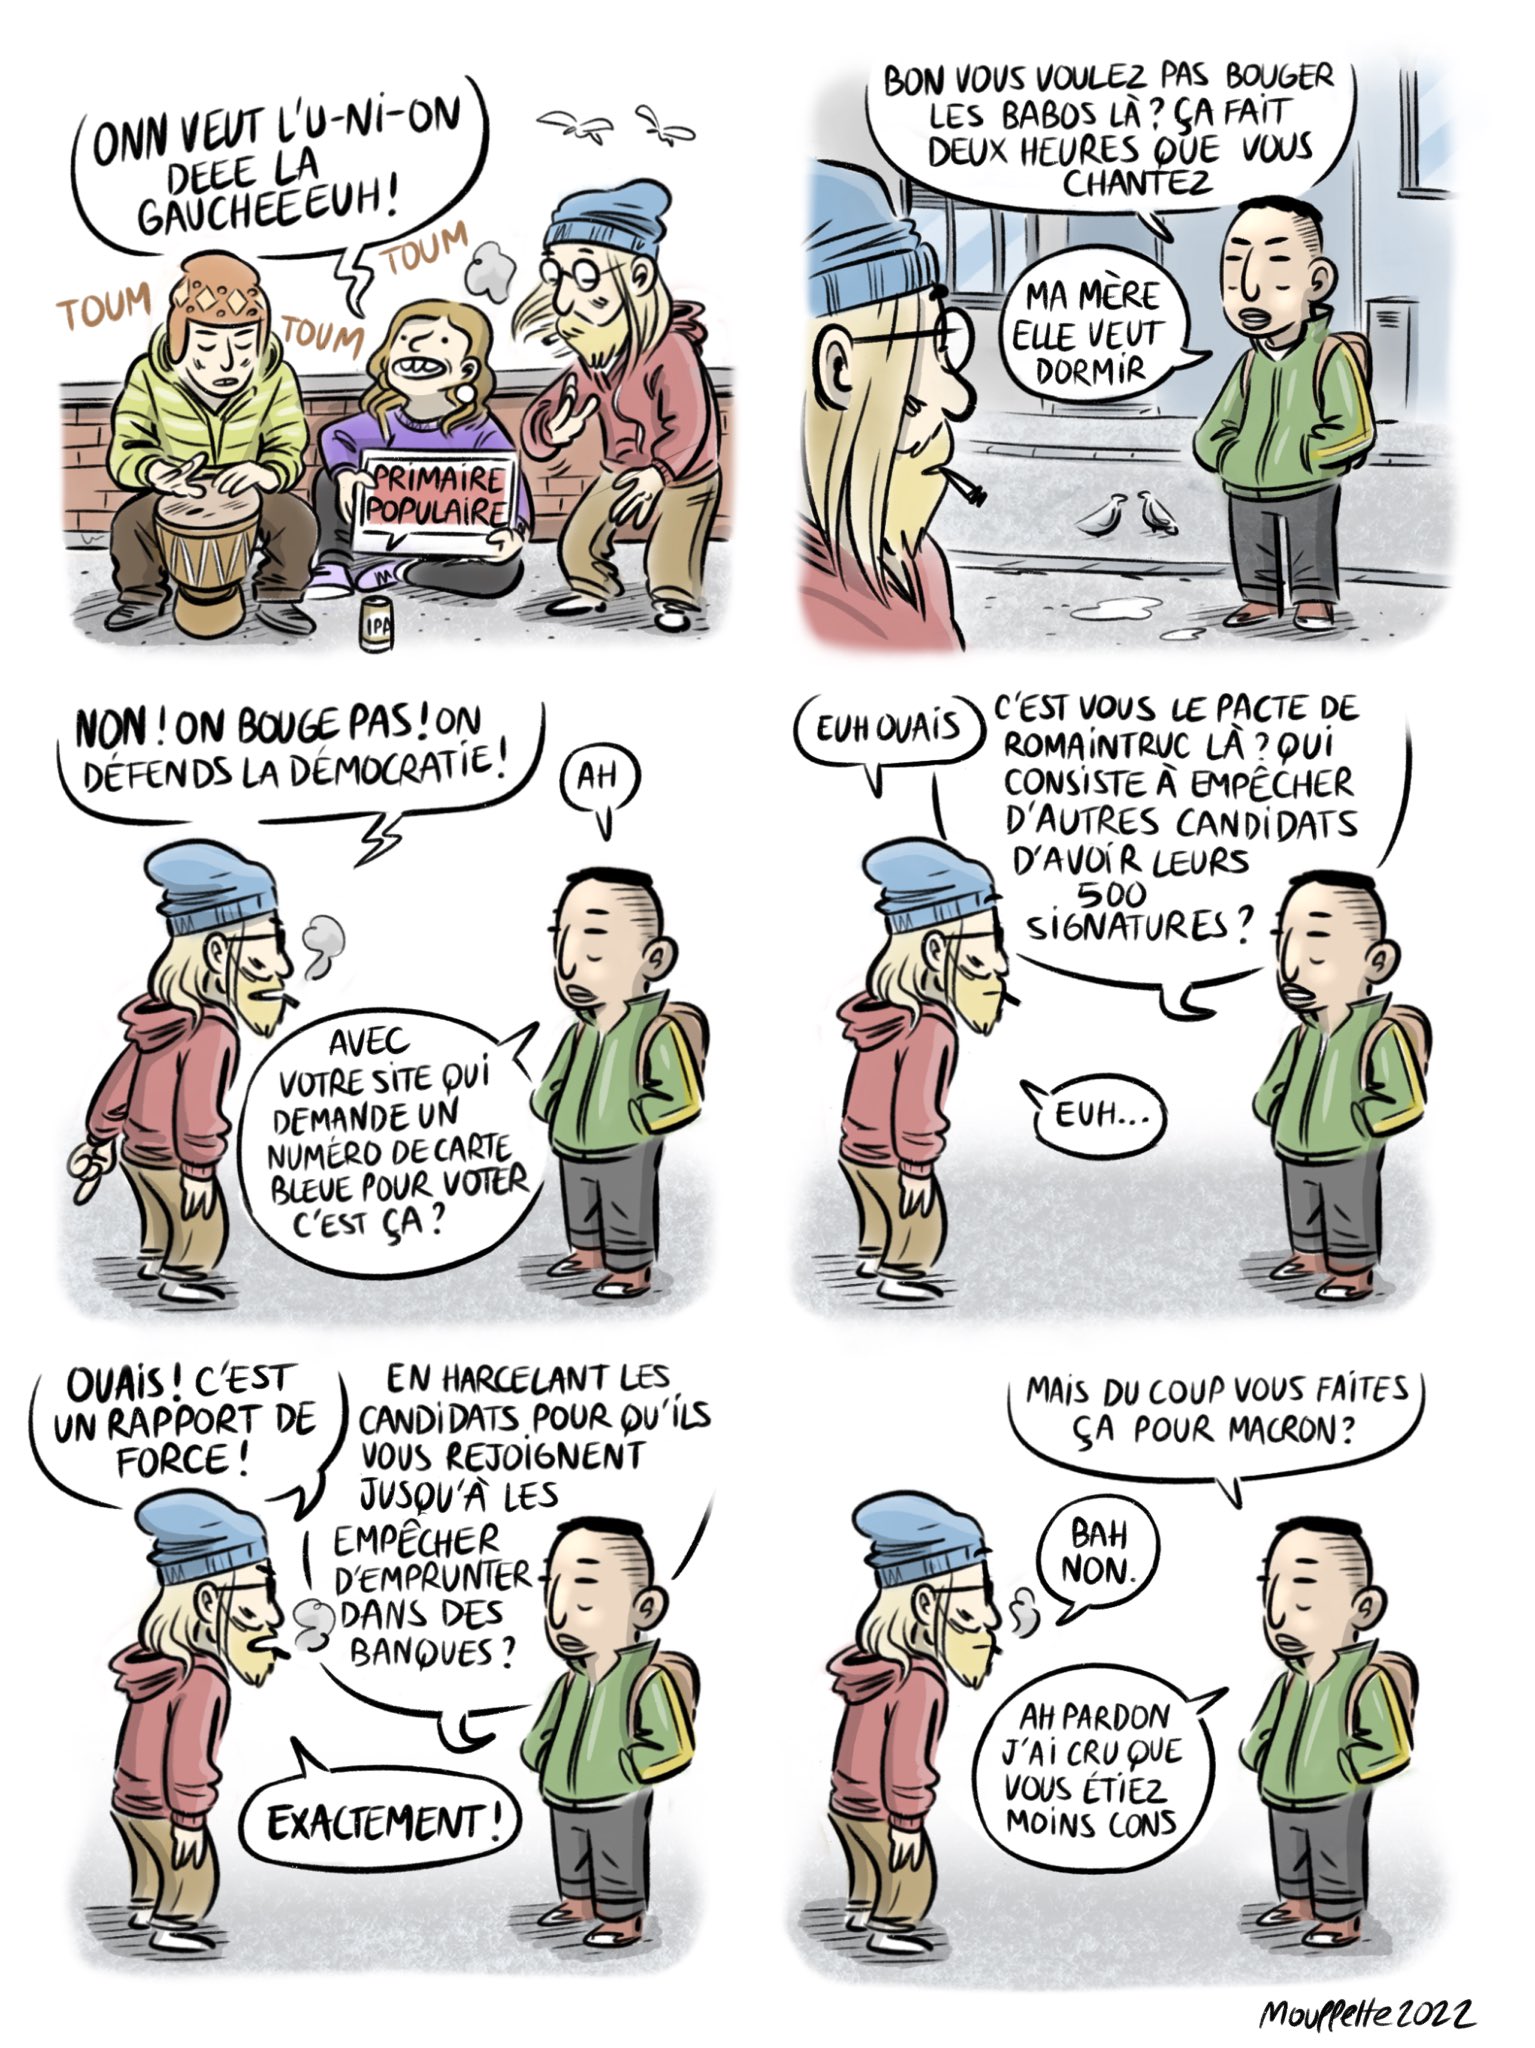 ONN VEUT L'U-NI-ON
DEEE LA
GAUCHEEEUH!
TOUM
TOUM
TOUM
PRIMAIRE
POPULAIRE
IPA
BON VOUS VOULEZ PAS BOUGER
LES BABOS LÀ? ÇA FAIT
DEUX HEURES QUE VOUS
CHANTEZ
MA MÈRE
ELLE VEUT
DORMIR
NON! ON BOUGE PAS! ON
DÉFENDS LA DÉMOCRATIE!
AH
AVEC
VOTRE SITE QUI
DEMANDE UN
NUMÉRO DE CARTE
BLEUE POUR VOTER
C'EST ÇA?
EUH OUAIS
C'EST VOUS LE PACTE DE
ROMAINTRUC LÀ? QUI
CONSISTE À EMPÊCHER
D'AUTRES CANDIDATS
D'AVOIR LEURS
500
SIGNATURES?
EUH...
OUAIS! C'EST
UN RAPPORT DE
FORCE!
EN HARCELANT LES
CANDIDATS POUR QU'ILS
VOUS REJOIGNENT
JUSQU'À LES
EMPÊCHER
D'EMPRUNTER
DANS DES
BANQUES?
EXACTEMENT!
MAIS DU COUP VOUS FAITES
ÇA POUR MACRON?
BAH
NON.
AH PARDON
J'AI CRU QUE
VOUS ÉTIEZ
MOINS CONS
Mouppette 2022